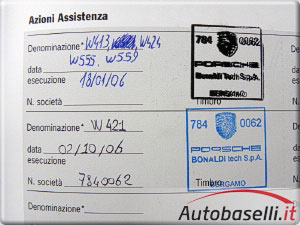 Azioni Assistenza
Denominazione* W413, W424
W555, W559
data
esecuzione 18/01/06
N. società
Timbro
784 0062
PORSCHE
BONALDI tech S.p.A.
BERGAMO
Denominazione* W421
data
esecuzione 02/10/06
N. società 7840062
Timbro
784 0062
PORSCHE
BONALDI tech S.p.A.
BERGAMO
Denominazione*
Autobaselli.it